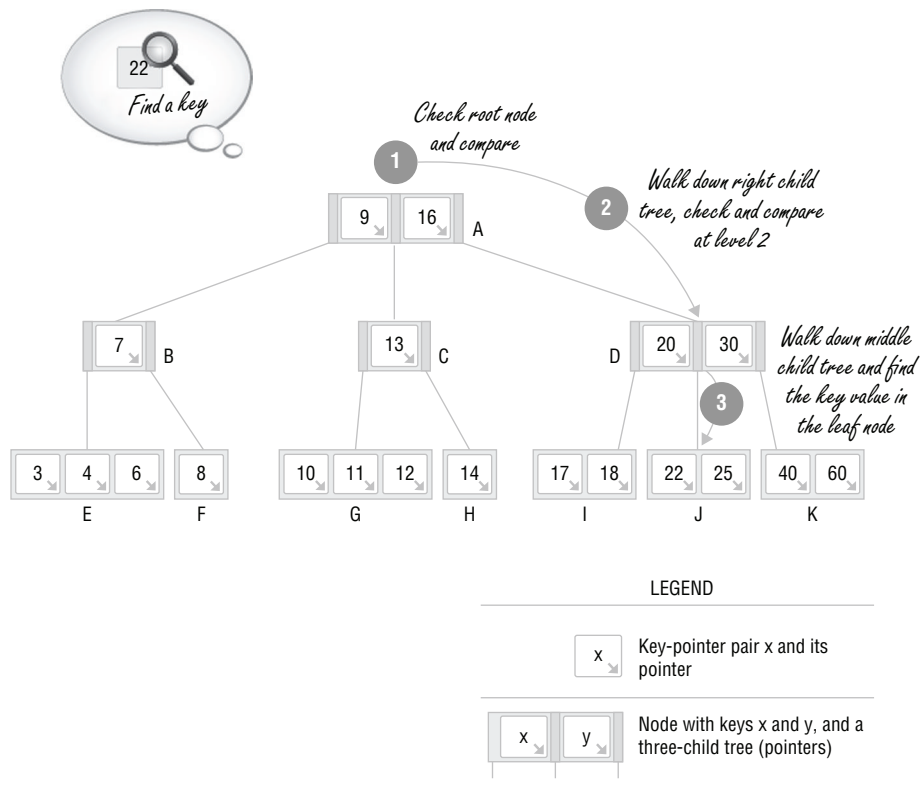 22
Find a key
Check root node
and compare
1
2
Walk down right child
tree, check and compare
at level 2
9 16 A
7 B
13 C
D 20 30
Walk down middle
child tree and find
the key value in
the leaf node
3
3 4 6 8 10 11 12 14 17 18 22 25 40 60
E F G H I J K
LEGEND
x Key-pointer pair x and its
pointer
x y Node with keys x and y, and a
three-child tree (pointers)